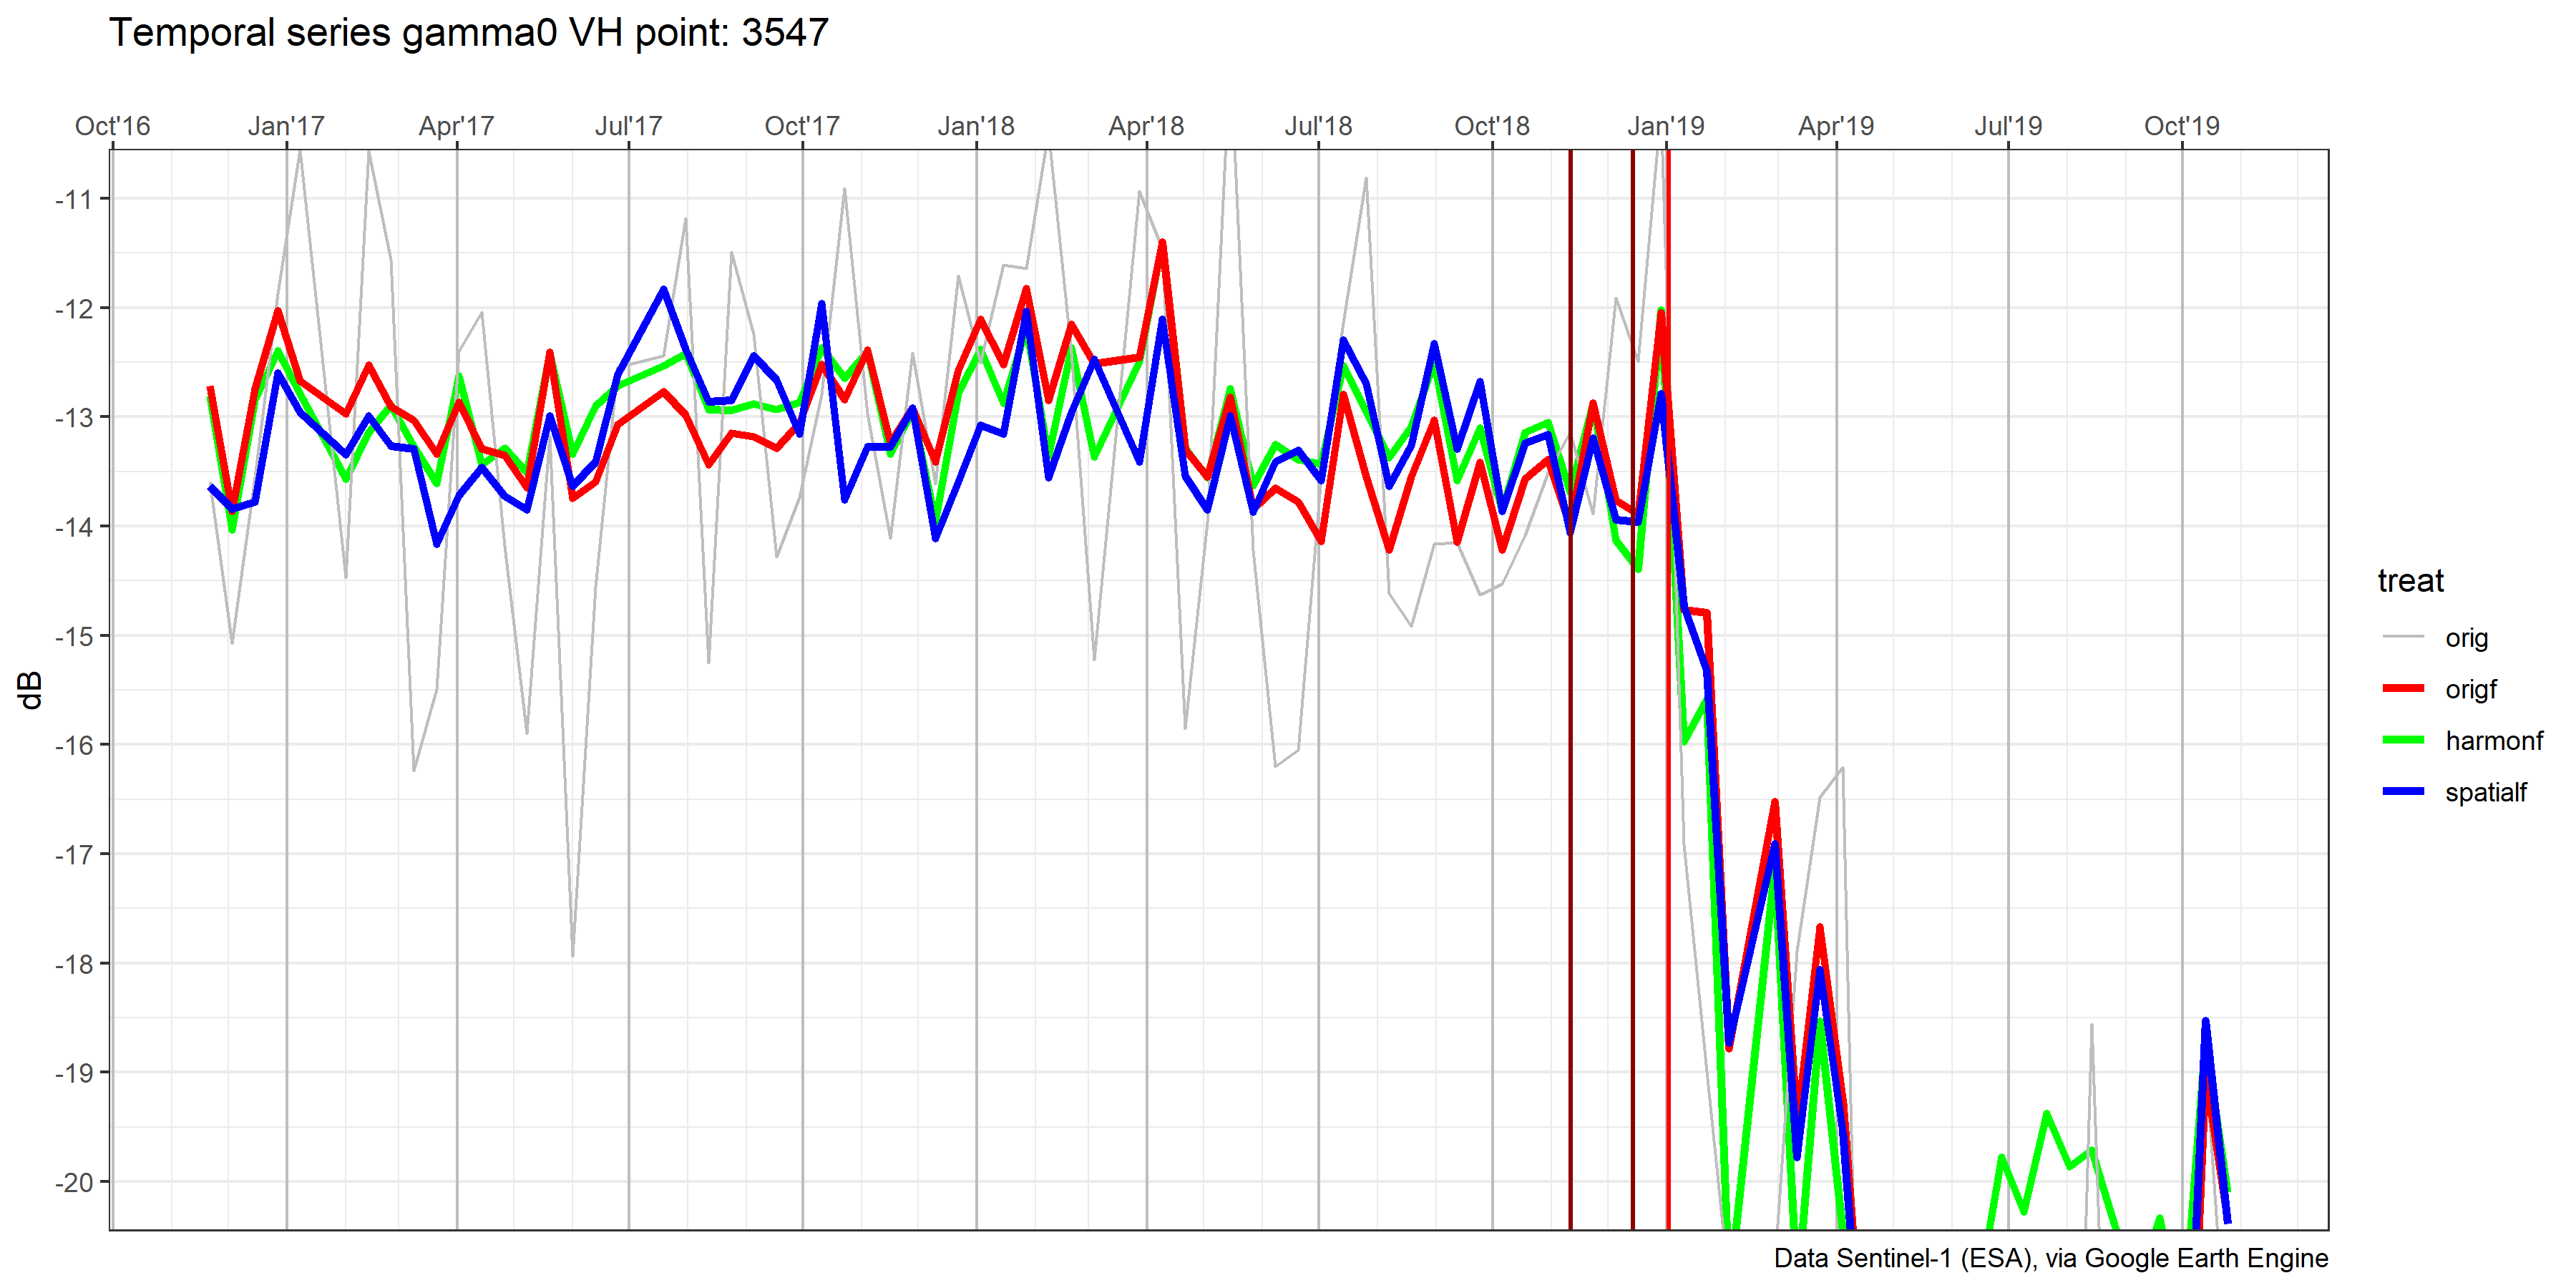 Temporal series gamma0 VH point: 3547
Oct'16 Jan'17 Apr'17 Jul'17 Oct'17 Jan'18 Apr'18 Jul'18 Oct'18 Jan'19 Apr'19 Jul'19 Oct'19
-11
-12
-13
-14
-15
-16
-17
-18
-19
-20
dB
treat
orig
origf
harmonf
spatialf
Data Sentinel-1 (ESA), via Google Earth Engine